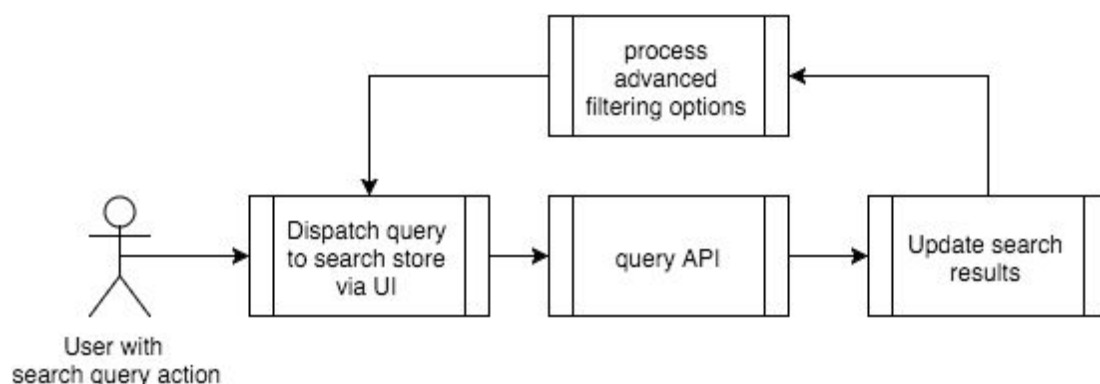 process
advanced
filtering options
Dispatch query
to search store
via UI
query API
Update search
results
User with
search query action